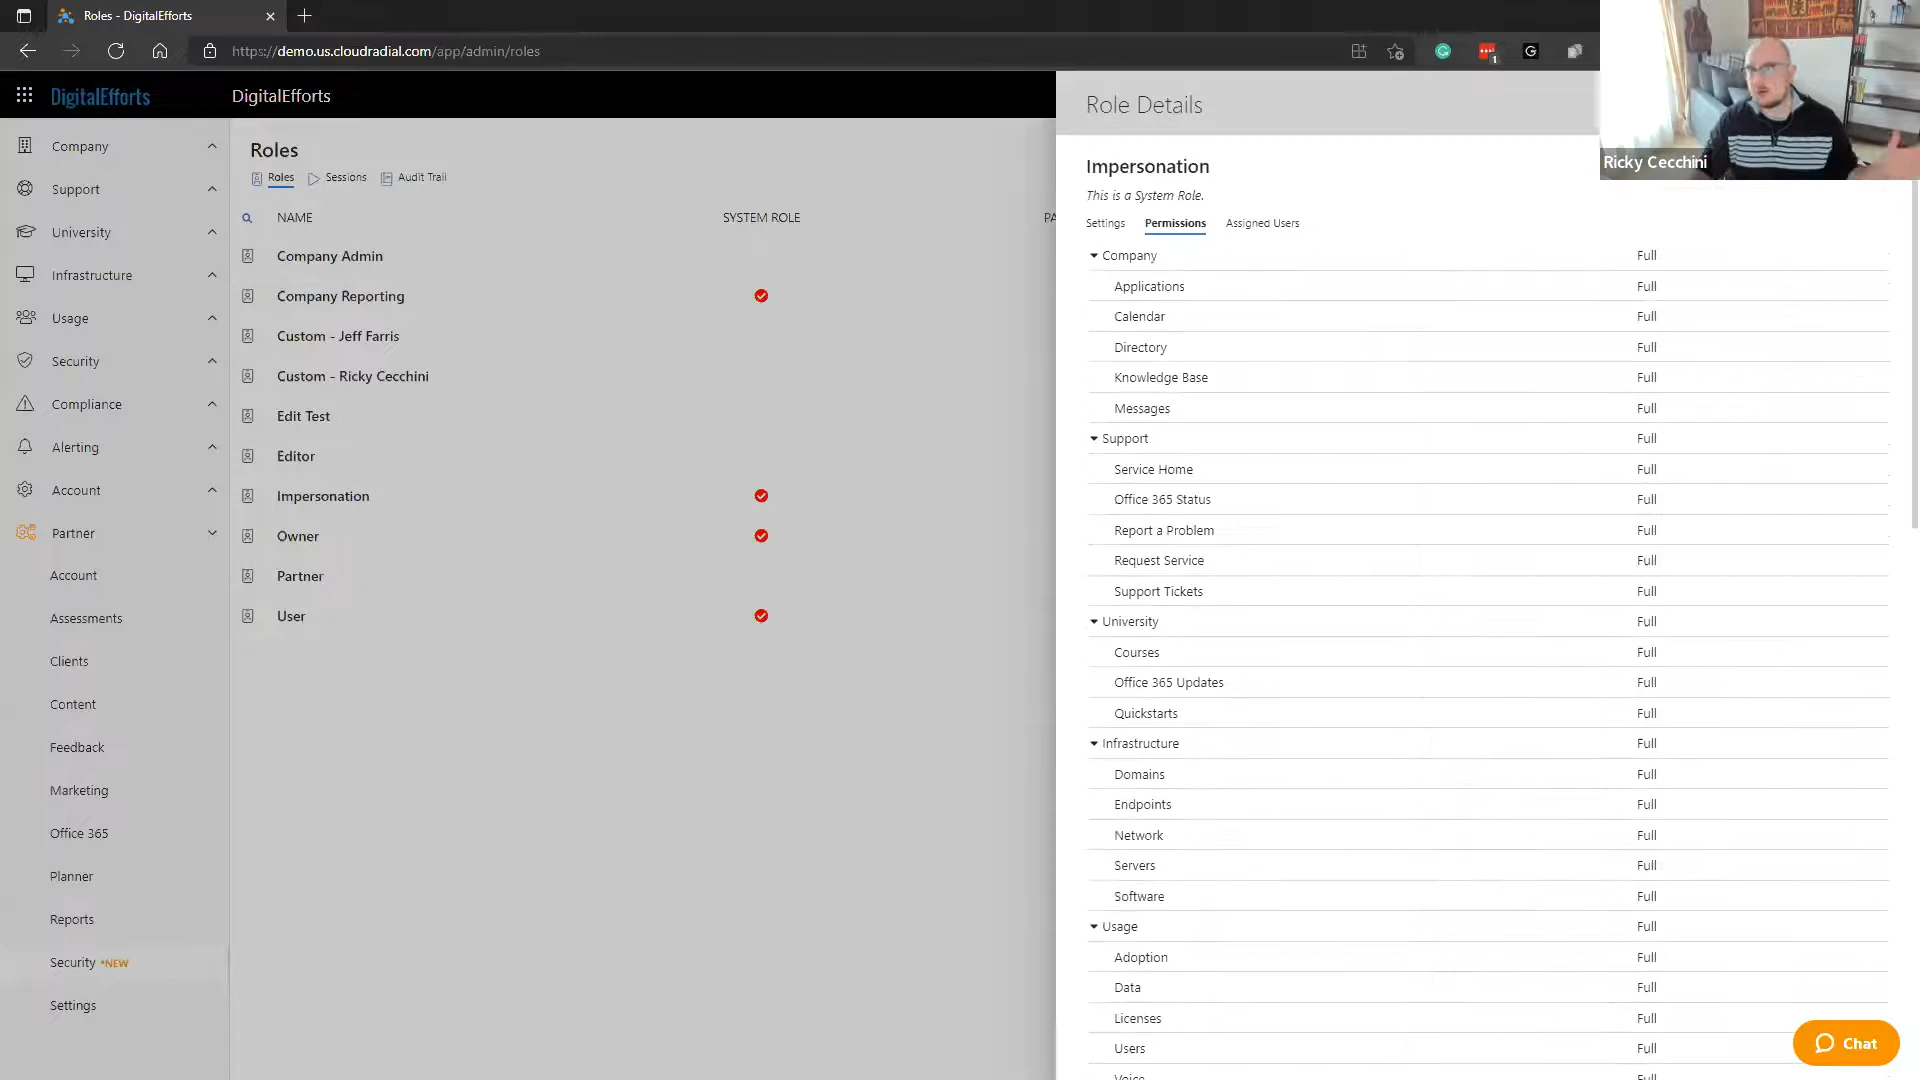 Roles - DigitalEfforts
https://demo.us.cloudradial.com/app/admin/roles
1
G
DigitalEfforts
DigitalEfforts
Company
Support
University
Infrastructure
Usage
Security
Compliance
Alerting
Account
Partner
Account
Assessments
Clients
Content
Feedback
Marketing
Office 365
Planner
Reports
Security *NEW
Settings
Roles
Roles Sessions Audit Trail
NAME SYSTEM ROLE PA
Company Admin
Company Reporting
Custom - Jeff Farris
Custom - Ricky Cecchini
Edit Test
Editor
Impersonation
Owner
Partner
User
Role Details
Ricky Cecchini
Impersonation
This is a System Role.
Settings Permissions Assigned Users
Company Full
Applications Full
Calendar Full
Directory Full
Knowledge Base Full
Messages Full
Support Full
Service Home Full
Office 365 Status Full
Report a Problem Full
Request Service Full
Support Tickets Full
University Full
Courses Full
Office 365 Updates Full
Quickstarts Full
Infrastructure Full
Domains Full
Endpoints Full
Network Full
Servers Full
Software Full
Usage Full
Adoption Full
Data Full
Licenses Full
Users Full
Voice Full
Chat